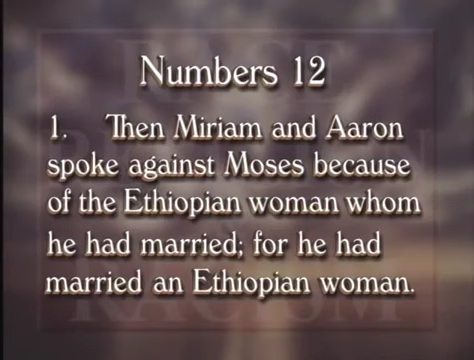 Numbers 12
1. Then Miriam and Aaron
spoke against Moses because
of the Ethiopian woman whom
he had married; for he had
married an Ethiopian woman.
RACISM